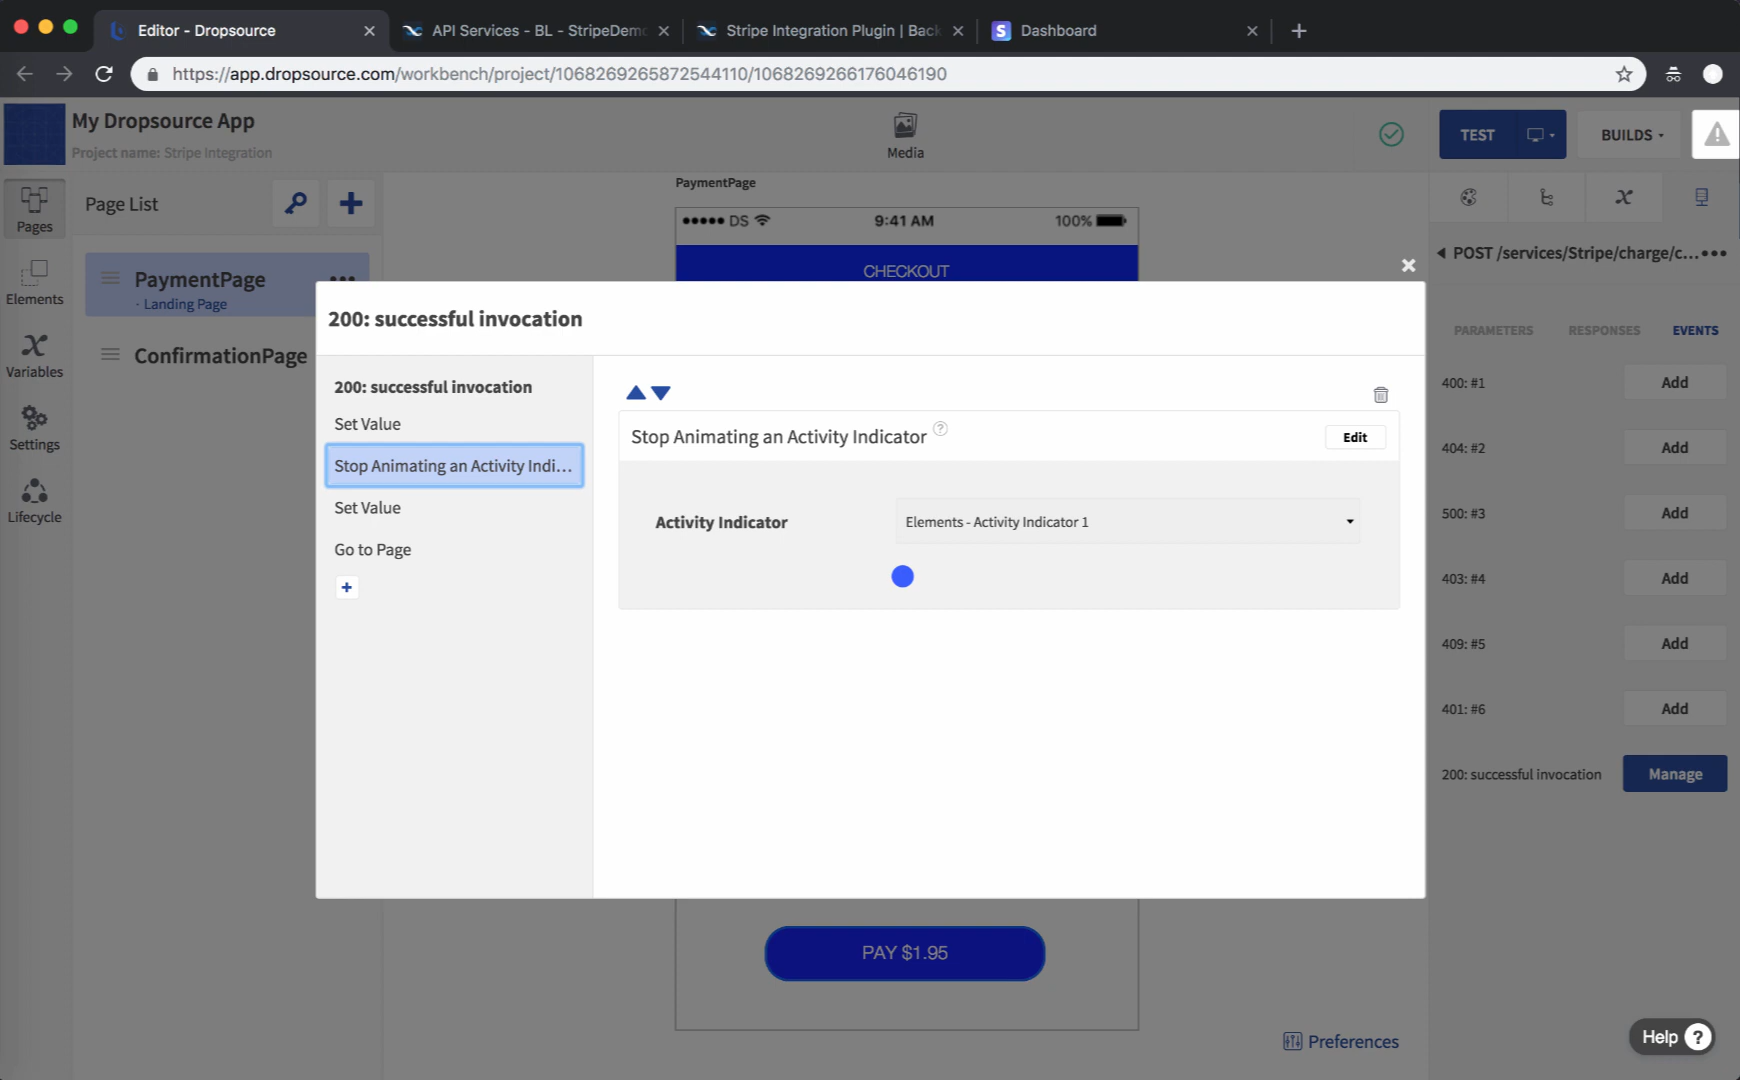 Editor - Dropsource
API Services - BL - StripeDemo
Stripe Integration Plugin | Back
Dashboard
https://app.dropsource.com/workbench/project/1068269265872544110/1068269266176046190
My Dropsource App
Project name: Stripe Integration
Media
TEST
BUILDS
Pages
Elements
Variables
Settings
Lifecycle
Page List
PaymentPage
- Landing Page
ConfirmationPage
PaymentPage
DS
9:41 AM
100%
CHECKOUT
200: successful invocation
200: successful invocation
Set Value
Stop Animating an Activity Indi...
Set Value
Go to Page
+
Stop Animating an Activity Indicator ?
Edit
Activity Indicator
Elements - Activity Indicator 1
PAY $1.95
Preferences
POST /services/Stripe/charge/c...
PARAMETERS
RESPONSES
EVENTS
400: #1
Add
404: #2
Add
500: #3
Add
403: #4
Add
409: #5
Add
401: #6
Add
200: successful invocation
Manage
Help ?